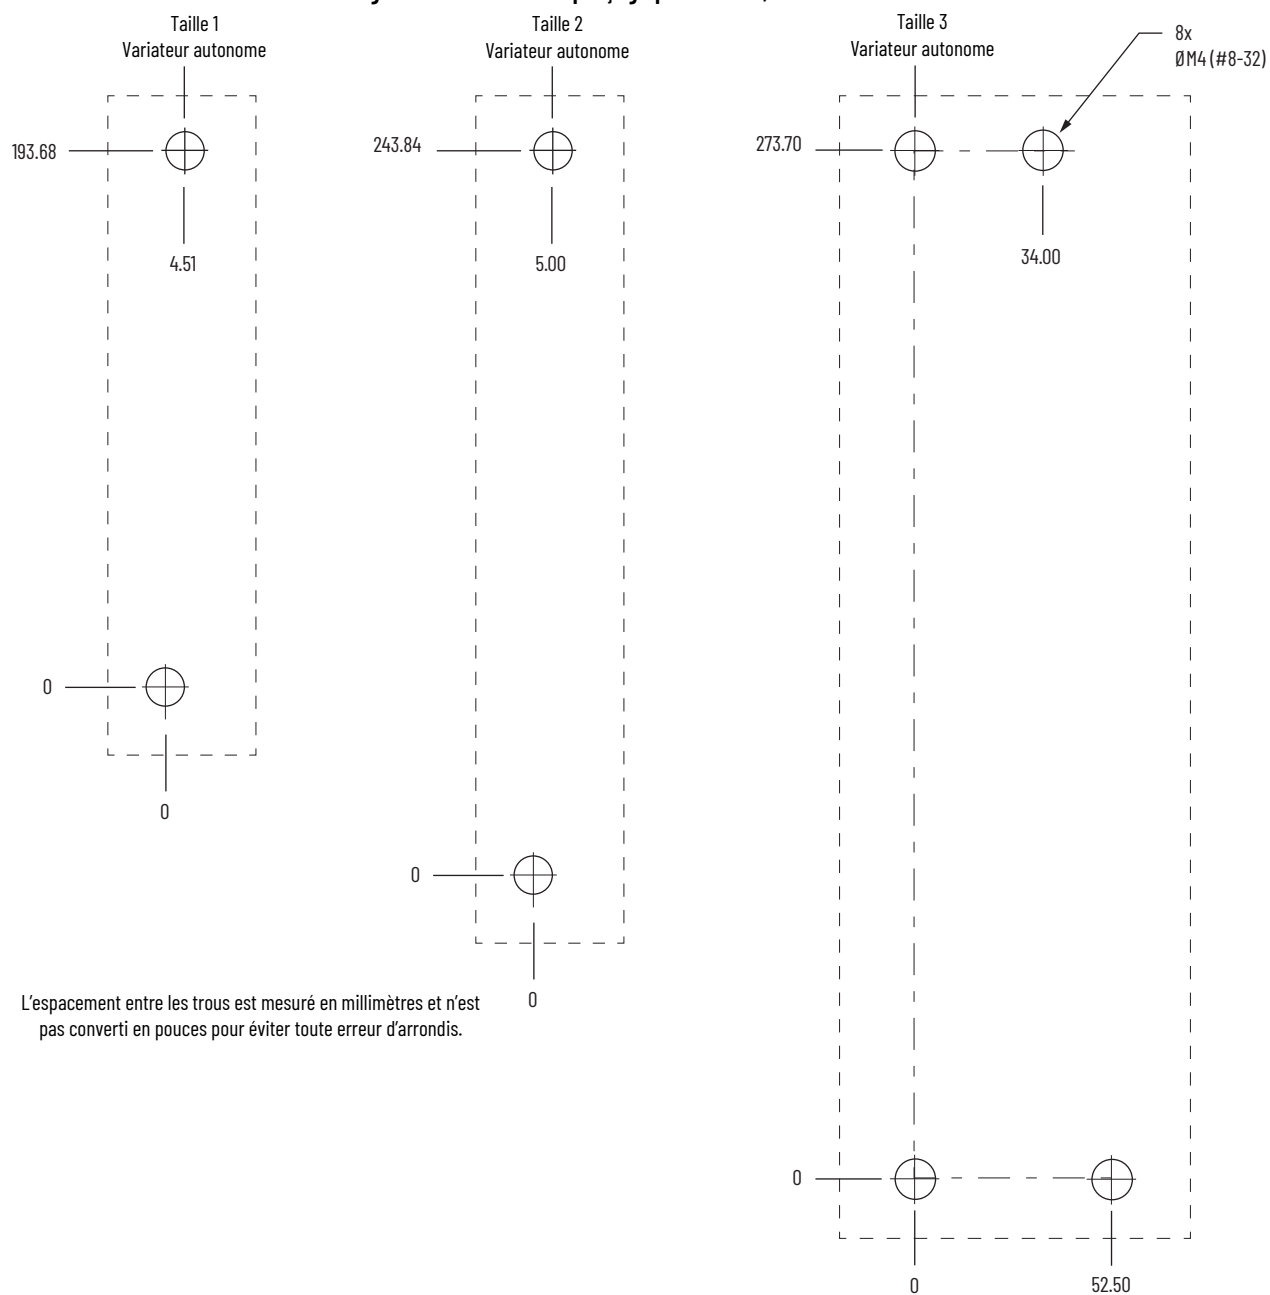 Taille 1
Variateur autonome
193.68
4.51
0
0
Taille 2
Variateur autonome
243.84
5.00
0
0
Taille 3
Variateur autonome
8x
ØM4 (#8-32)
273.70
34.00
0
0
52.50
L'espacement entre les trous est mesuré en millimètres et n'est
pas converti en pouces pour éviter toute erreur d'arrondis.